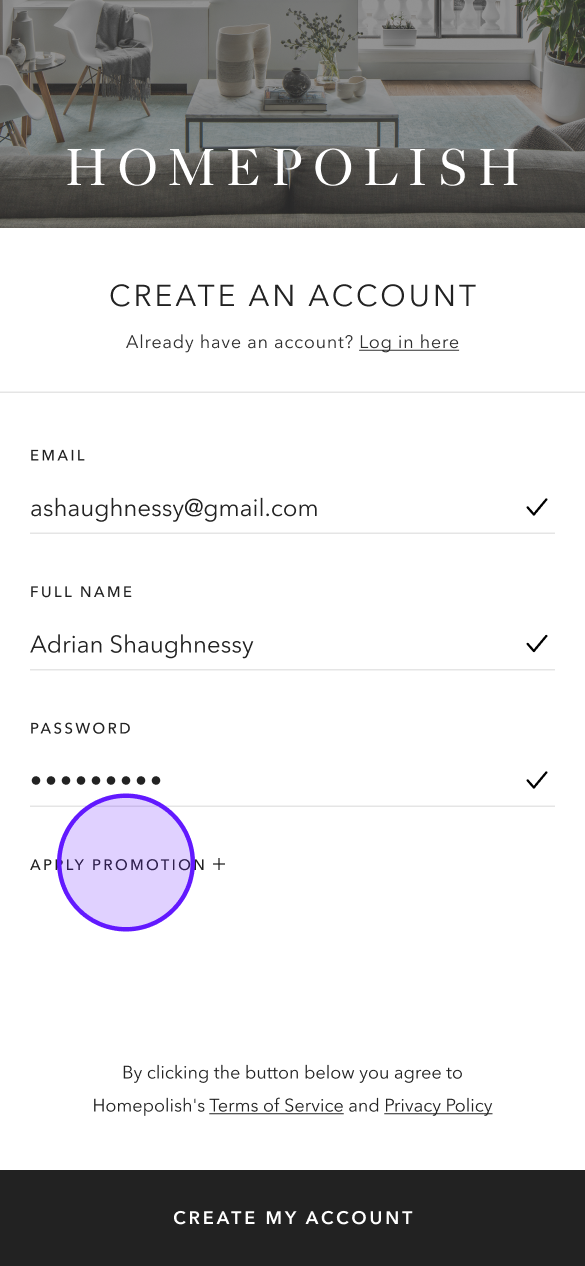 HOMEPOLISH
CREATE AN ACCOUNT
Already have an account? Log in here
EMAIL
ashaughnessy@gmail.com
FULL NAME
Adrian Shaughnessy
PASSWORD
•••••••••
APPLY PROMOTION +
By clicking the button below you agree to
Homepolish's Terms of Service and Privacy Policy
CREATE MY ACCOUNT